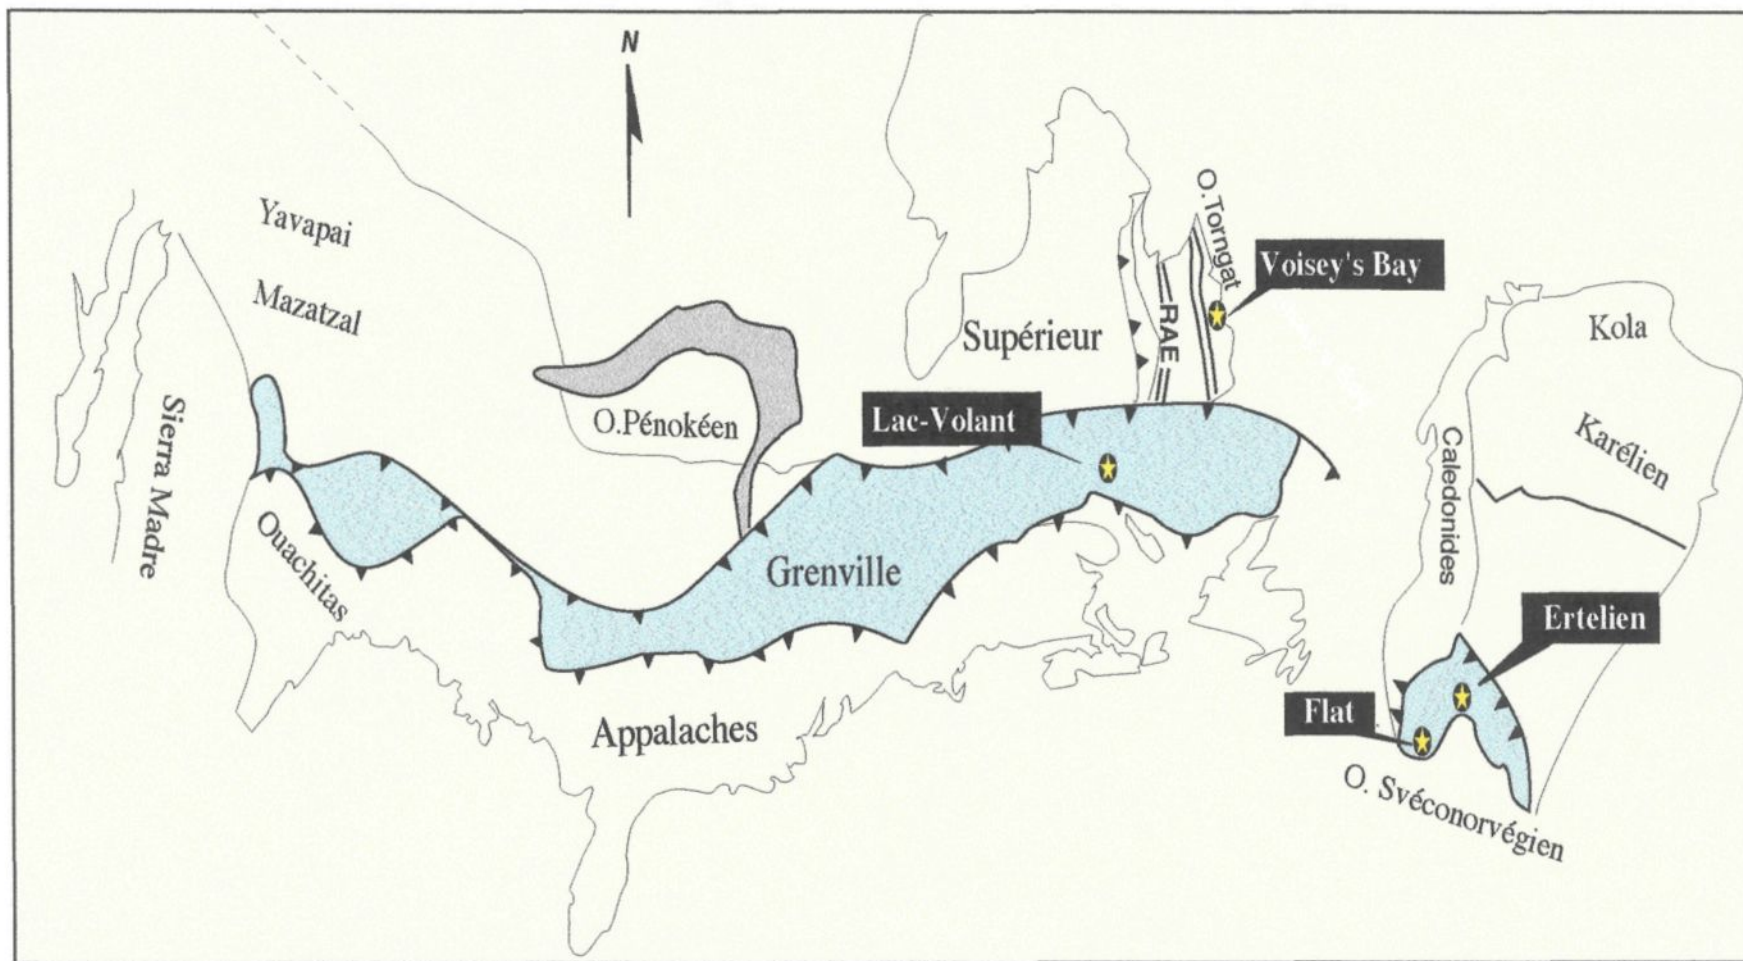 N
Yavapai
Mazatzal
Sierra Madre
Ouachitas
O.Pénokéen
Supérieur
RAE
O.Torngat
Voisey's Bay
Lac-Volant
Grenville
Appalaches
Kola
Karélien
Caledonides
Ertelien
Flat
O. Svéconorvégien